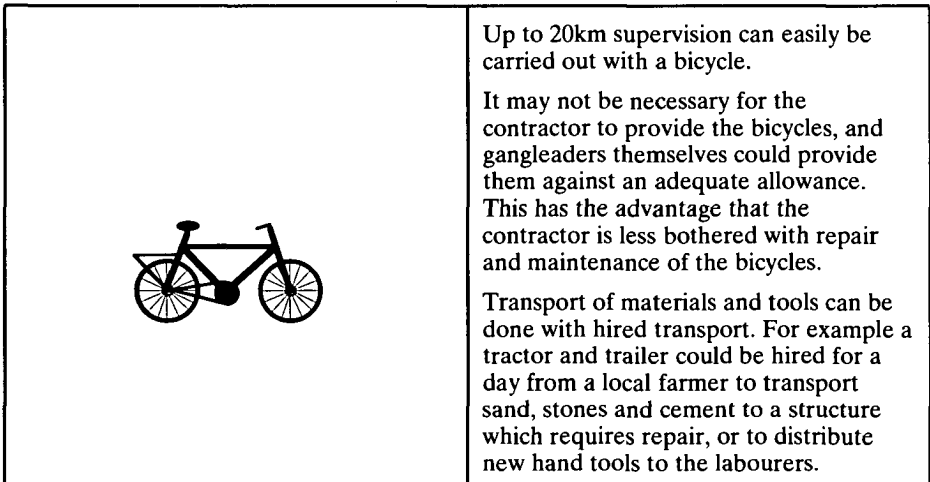 Up to 20km supervision can easily be
carried out with a bicycle.
It may not be necessary for the
contractor to provide the bicycles, and
gangleaders themselves could provide
them against an adequate allowance.
This has the advantage that the
contractor is less bothered with repair
and maintenance of the bicycles.
Transport of materials and tools can be
done with hired transport. For example a
tractor and trailer could be hired for a
day from a local farmer to transport
sand, stones and cement to a structure
which requires repair, or to distribute
new hand tools to the labourers.